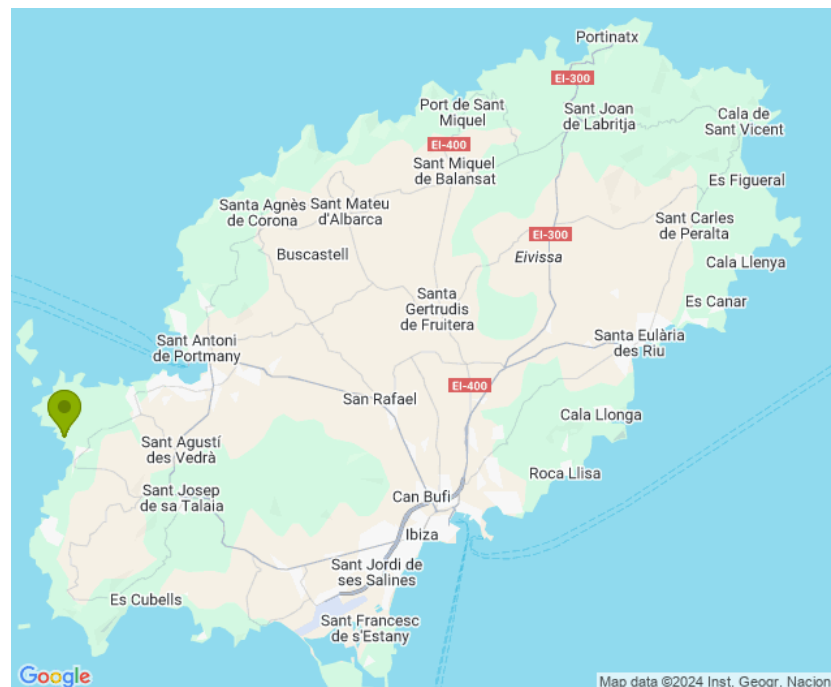 Portinatx
EI-300
Port de Sant
Miquel
Sant Joan
de Labritja
Cala de
Sant Vicent
EI-400
Sant Miquel
de Balansat
Es Figueral
Santa Agnès
de Corona
Sant Mateu
d'Albarca
Sant Carles
de Peralta
EI-300
Buscastell
Eivissa
Cala Llenya
Santa
Gertrudis
de Fruitera
Es Canar
Sant Antoni
de Portmany
Santa Eulària
des Riu
EI-400
San Rafael
Cala Llonga
Sant Agustí
des Vedrà
Roca Llisa
Sant Josep
de sa Talaia
Can Bufi
Ibiza
Sant Jordi de
ses Salines
Es Cubells
Sant Francesc
de s'Estany
Google
Map data ©2024 Inst. Geogr. Nacion